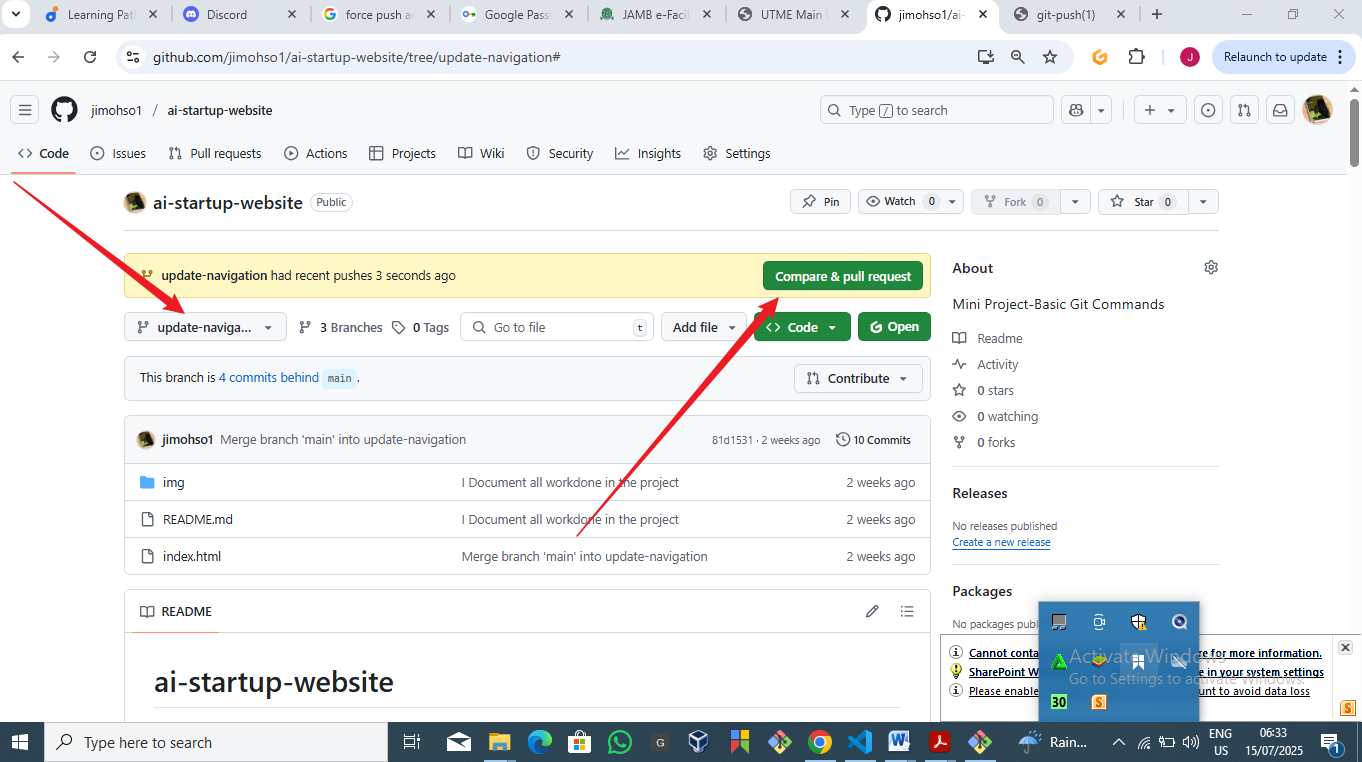 Learning Pat
Discord
force push an
Google Pass
JAMB e-Facil
UTME Main
jimohso1/ai-
git-push(1)
github.com/jimohso1/ai-startup-website/tree/update-navigation#
Relaunch to update
J
jimohso1 / ai-startup-website
Type / to search
Code
Issues
Pull requests
Actions
Projects
Wiki
Security
Insights
Settings
ai-startup-website Public
Pin
Watch 0
Fork 0
Star 0
update-navigation had recent pushes 3 seconds ago
Compare & pull request
update-naviga...
3 Branches
0 Tags
Go to file t
Add file
Code
Open
This branch is 4 commits behind main .
Contribute
jimohso1 Merge branch 'main' into update-navigation
81d1531 · 2 weeks ago
10 Commits
img I Document all workdone in the project 2 weeks ago
README.md I Document all workdone in the project 2 weeks ago
index.html Merge branch 'main' into update-navigation 2 weeks ago
README
ai-startup-website
About
Mini Project-Basic Git Commands
Readme
Activity
0 stars
0 watching
0 forks
Releases
No releases published
Create a new release
Packages
No packages publ
Cannot conta re for more information.
SharePoint W e in your system settings
Please enable unt to avoid data loss
Activate Windows
Go to Settings to activate Windows.
30
Type here to search
Rain...
ENG
US
06:33
15/07/2025
1